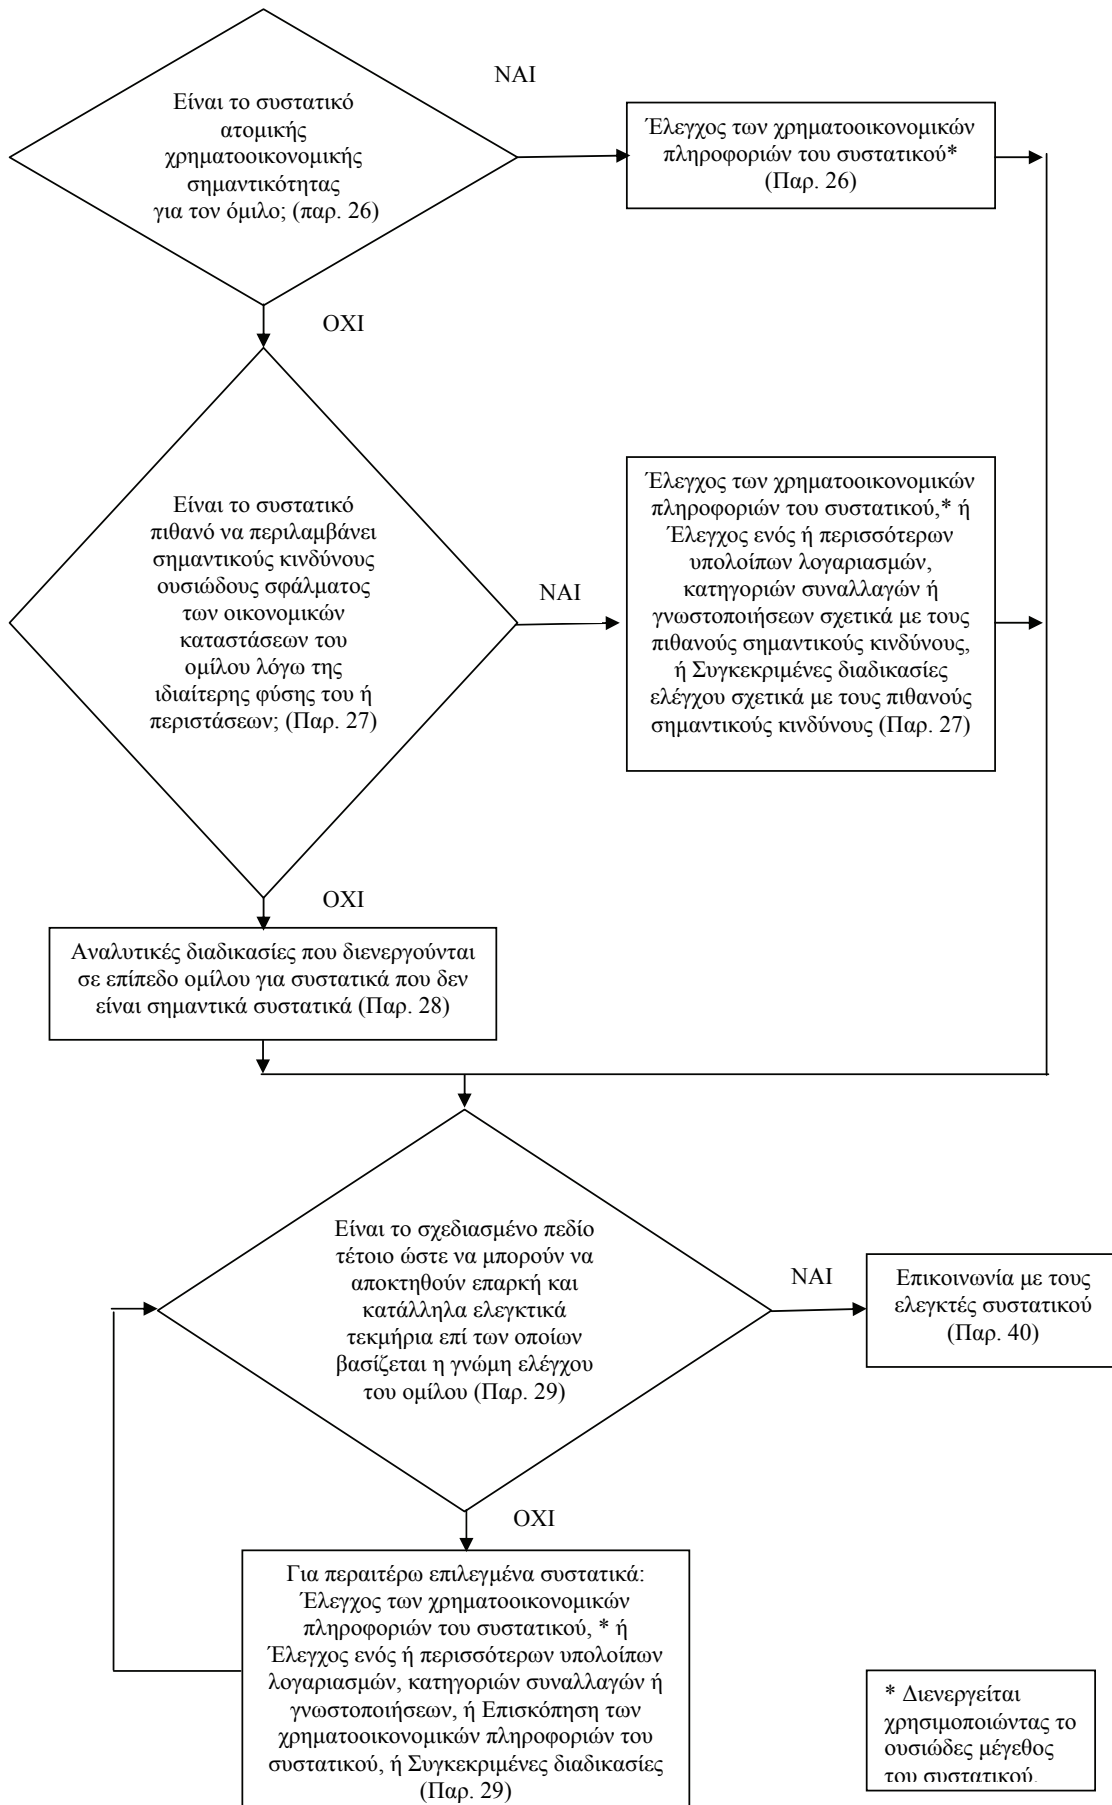 Είναι το συστατικό
ατομικής
χρηματοοικονομικής
σημαντικότητας
για τον όμιλο; (παρ. 26)
ΝΑΙ
Έλεγχος των χρηματοοικονομικών
πληροφοριών του συστατικού*
(Παρ. 26)
ΟΧΙ
Είναι το συστατικό
πιθανό να περιλαμβάνει
σημαντικούς κινδύνους
ουσιώδους σφάλματος
των οικονομικών
καταστάσεων του
ομίλου λόγω της
ιδιαίτερης φύσης του ή
περιστάσεων; (Παρ. 27)
ΝΑΙ
Έλεγχος των χρηματοοικονομικών
πληροφοριών του συστατικού,* ή
Έλεγχος ενός ή περισσότερων
υπολοίπων λογαριασμών,
κατηγοριών συναλλαγών ή
γνωστοποιήσεων σχετικά με τους
πιθανούς σημαντικούς κινδύνους,
ή Συγκεκριμένες διαδικασίες
ελέγχου σχετικά με τους πιθανούς
σημαντικούς κινδύνους (Παρ. 27)
ΟΧΙ
Αναλυτικές διαδικασίες που διενεργούνται
σε επίπεδο ομίλου για συστατικά που δεν
είναι σημαντικά συστατικά (Παρ. 28)
Είναι το σχεδιασμένο πεδίο
τέτοιο ώστε να μπορούν να
αποκτηθούν επαρκή και
κατάλληλα ελεγκτικά
τεκμήρια επί των οποίων
βασίζεται η γνώμη ελέγχου
του ομίλου (Παρ. 29)
ΝΑΙ
Επικοινωνία με τους
ελεγκτές συστατικού
(Παρ. 40)
ΟΧΙ
Για περαιτέρω επιλεγμένα συστατικά:
Έλεγχος των χρηματοοικονομικών
πληροφοριών του συστατικού, * ή
Έλεγχος ενός ή περισσότερων υπολοίπων
λογαριασμών, κατηγοριών συναλλαγών ή
γνωστοποιήσεων, ή Επισκόπηση των
χρηματοοικονομικών πληροφοριών του
συστατικού, ή Συγκεκριμένες διαδικασίες
(Παρ. 29)
* Διενεργείται
χρησιμοποιώντας το
ουσιώδες μέγεθος
του συστατικού.